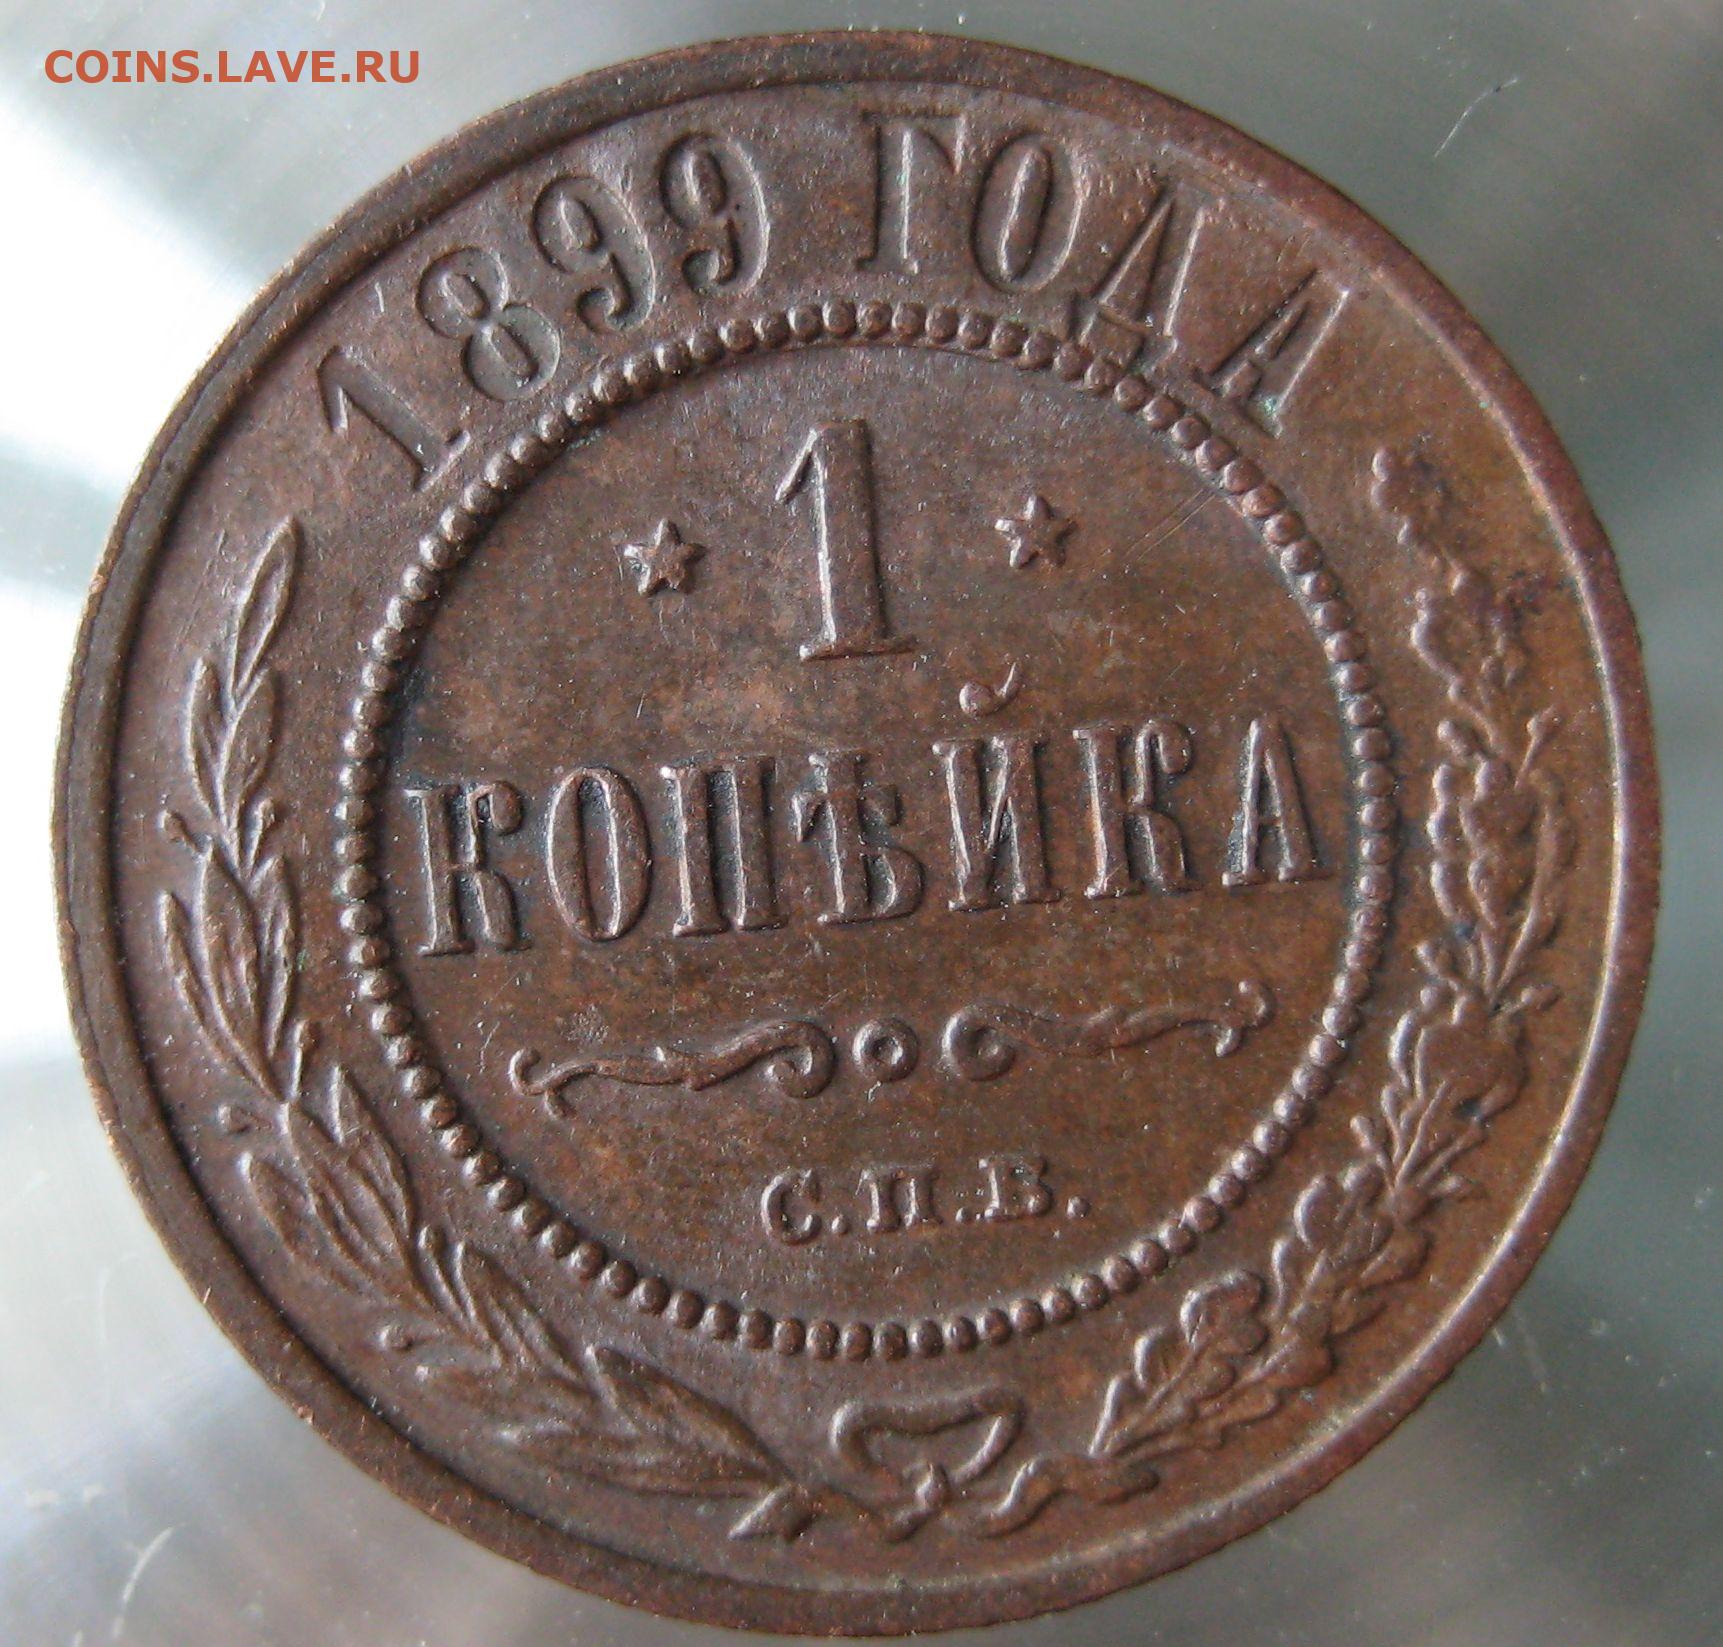 COINS.LAVE.RU
1899 ГОДА
1
КОПѢЙКА
С.П.Б.